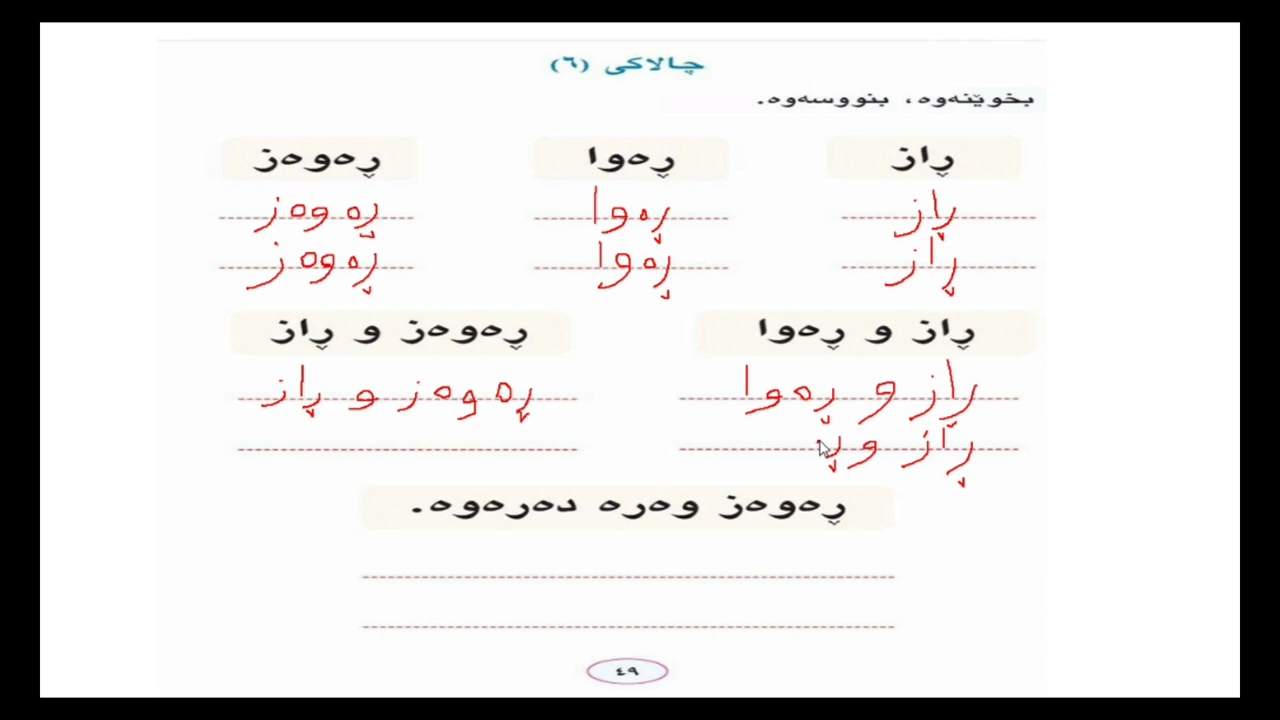 چالاکی (٦)
بخوێنەوە، بنووسەوە.
ڕاز ڕەوا ڕەوەز
ڕاز ڕەوا ڕەوەز
ڕاز ڕەوا ڕەوەز
ڕاز و ڕەوا ڕەوەز و ڕاز
ڕاز و ڕەوا ڕەوەز و ڕاز
ڕاز و ڕ
ڕەوەز وەرە دەرەوە.
٤٩